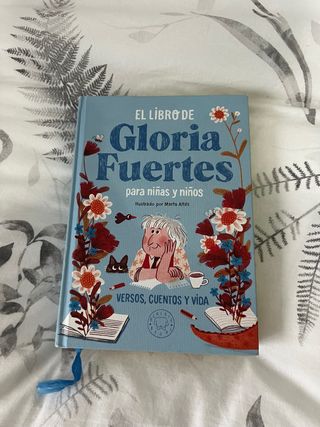 EL LIBRO DE
Gloria
Fuertes
para niñas y niños
Ilustrado por Marta Altés
VERSOS, CUENTOS Y VIDA